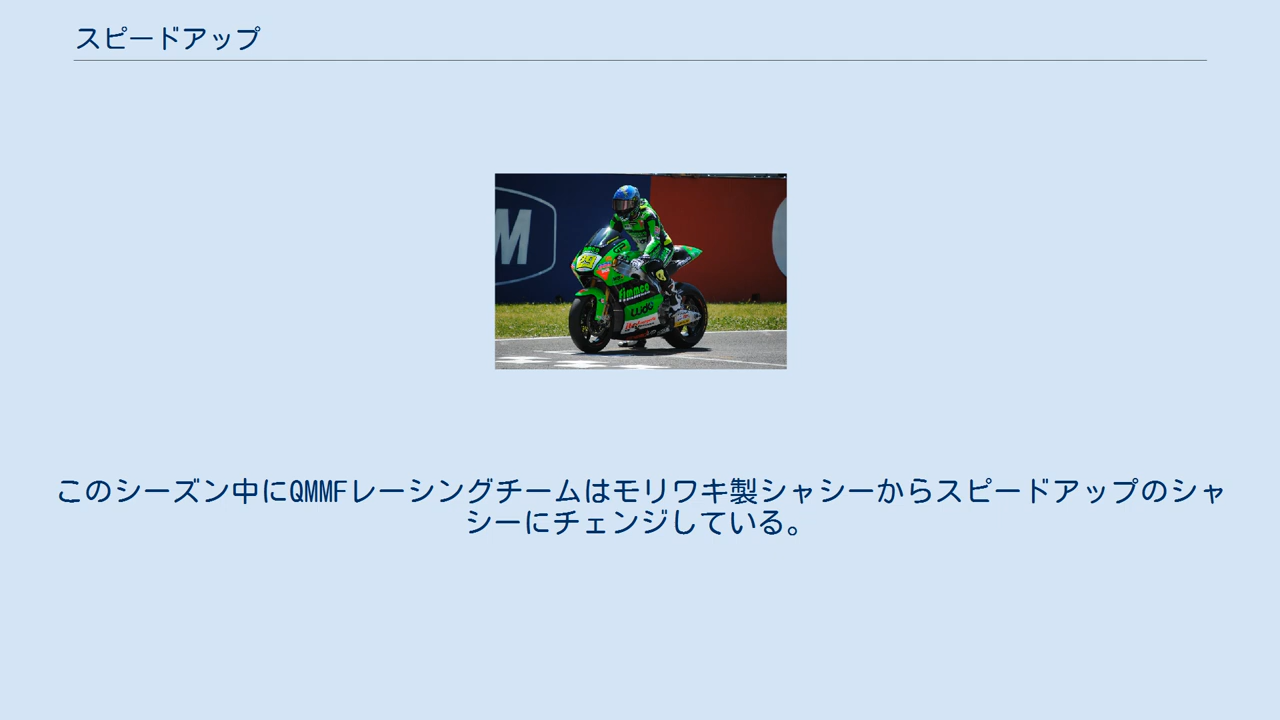 スピードアップ
M
Timmee
Ludo
このシーズン中にQMMFレーシングチームはモリワキ製シャシーからスピードアップのシャ
シーにチェンジしている。